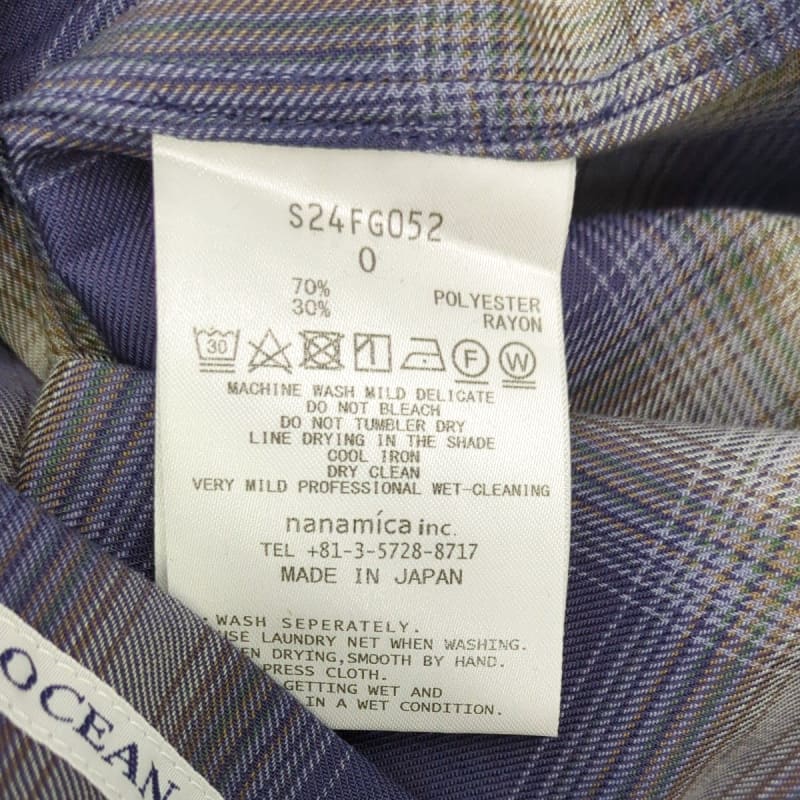 S24FG052
0
70% POLYESTER
30% RAYON
30 F W
MACHINE WASH MILD DELICATE
DO NOT BLEACH
DO NOT TUMBLER DRY
LINE DRYING IN THE SHADE
COOL IRON
DRY CLEAN
VERY MILD PROFESSIONAL WET-CLEANING
nanamíca inc.
TEL +81-3-5728-8717
MADE IN JAPAN
WASH SEPERATELY.
USE LAUNDRY NET WHEN WASHING.
DRYING,SMOOTH BY HAND.
PRESS CLOTH.
GETTING WET AND
IN A WET CONDITION.
OCEAN